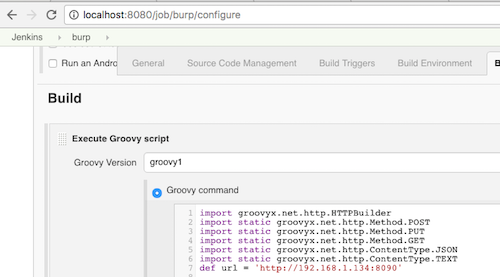 localhost:8080/job/burp/configure
Jenkins burp
Run an Andro
General Source Code Management Build Triggers Build Environment B
Build
Execute Groovy script
Groovy Version groovy1
Groovy command
1 import groovyx.net.http.HTTPBuilder
2 import static groovyx.net.http.Method.POST
3 import static groovyx.net.http.Method.PUT
4 import static groovyx.net.http.Method.GET
5 import static groovyx.net.http.ContentType.JSON
6 import static groovyx.net.http.ContentType.TEXT
7 def url = 'http://192.168.1.134:8090'